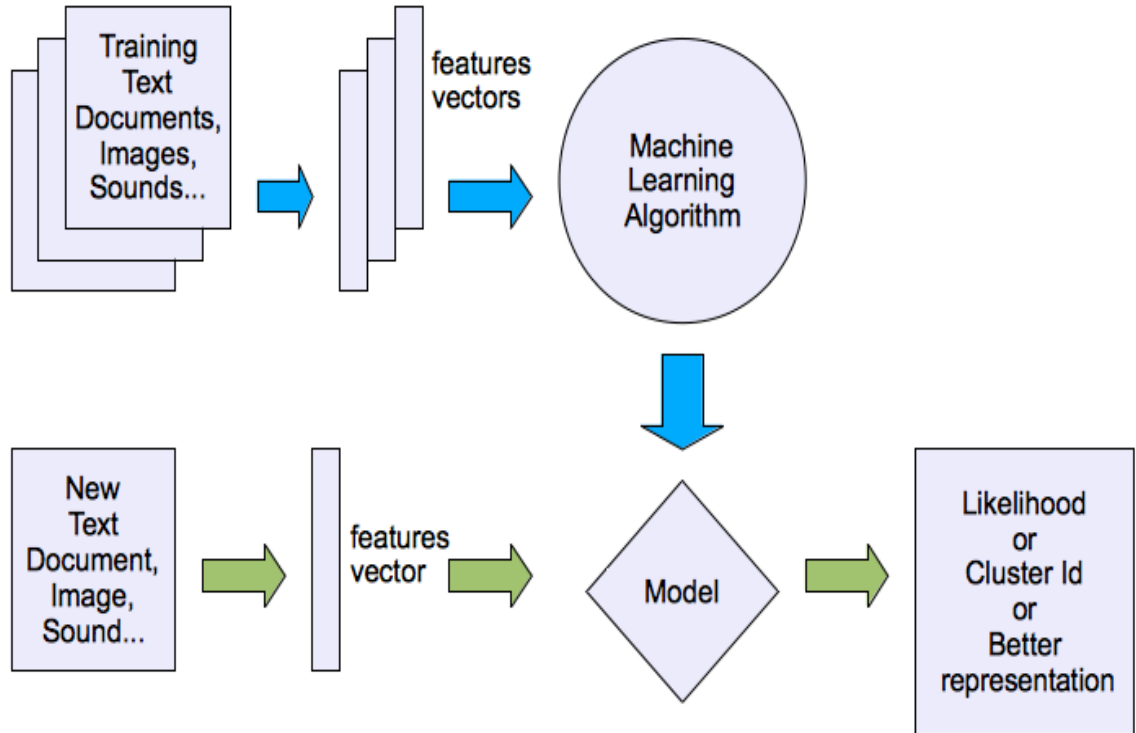 Training
Text
Documents,
Images,
Sounds...
features
vectors
Machine
Learning
Algorithm
New
Text
Document,
Image,
Sound...
features
vector
Model
Likelihood
or
Cluster Id
or
Better
representation